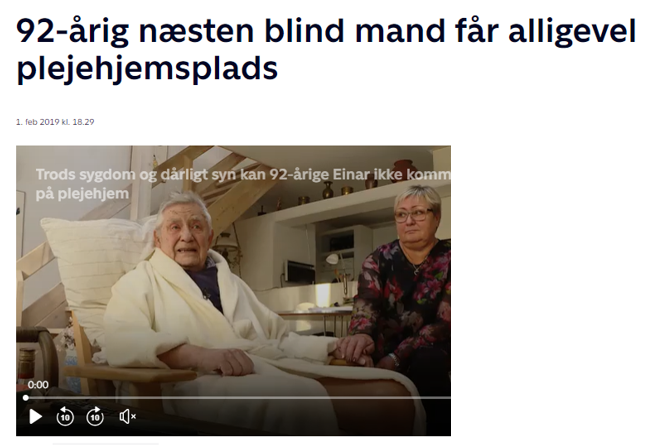 92-årig næsten blind mand får alligevel
plejehjemsplads
1. feb 2019 kl. 18.29
Trods sygdom og dårligt syn kan 92-årige Einar ikke komm
på plejehjem
0:00
10 10